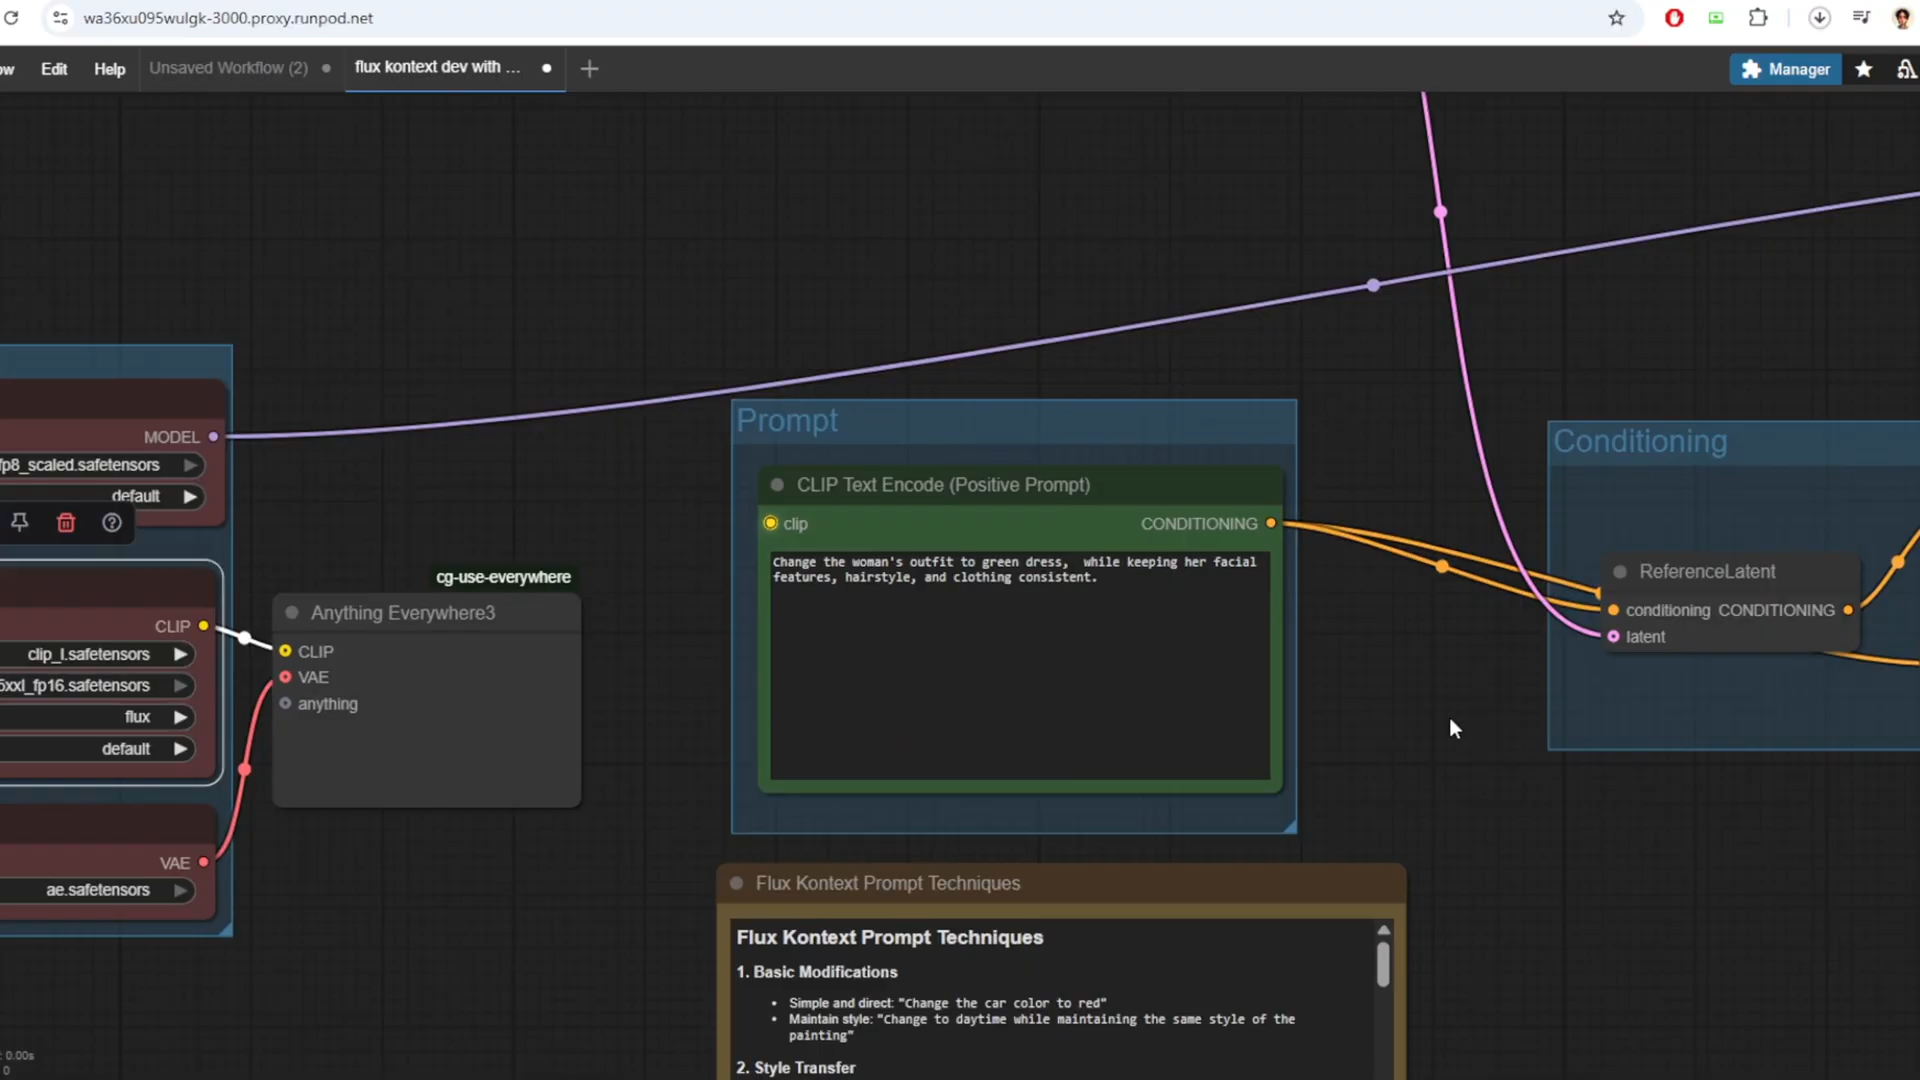 wa36xu095wulgk-3000.proxy.runpod.net
Edit Help Unsaved Workflow (2) flux kontext dev with ... Manager
MODEL
fp8_scaled.safetensors
default
CLIP
clip_l.safetensors
5xxl_fp16.safetensors
flux
default
VAE
ae.safetensors
cg-use-everywhere
Anything Everywhere3
CLIP
VAE
anything
Prompt
CLIP Text Encode (Positive Prompt)
clip CONDITIONING
Change the woman's outfit to green dress,  while keeping her facial
features, hairstyle, and clothing consistent.
Conditioning
ReferenceLatent
conditioning CONDITIONING
latent
Flux Kontext Prompt Techniques
Flux Kontext Prompt Techniques
1. Basic Modifications
• Simple and direct: "Change the car color to red"
• Maintain style: "Change to daytime while maintaining the same style of the
painting"
2. Style Transfer
: 0.00s
0